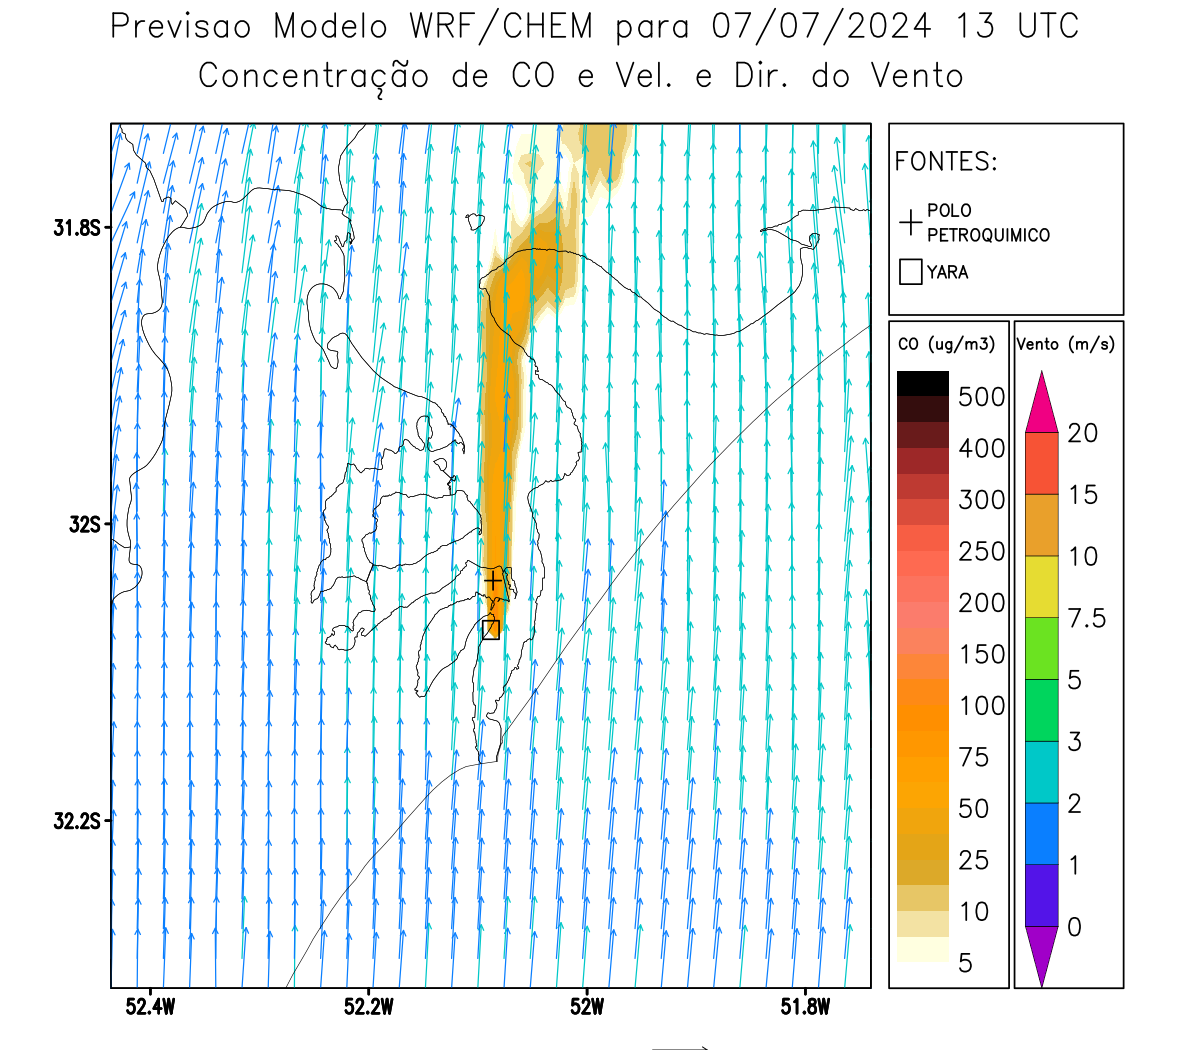 Previsao Modelo WRF/CHEM para 07/07/2024 13 UTC
Concentração de CO e Vel. e Dir. do Vento
FONTES:
POLO
PETROQUIMICO
YARA
CO (ug/m3)
500
400
300
250
200
150
100
75
50
25
10
5
Vento (m/s)
20
15
10
7.5
5
3
2
1
0
31.8S
32S
32.2S
52.4W
52.2W
52W
51.8W